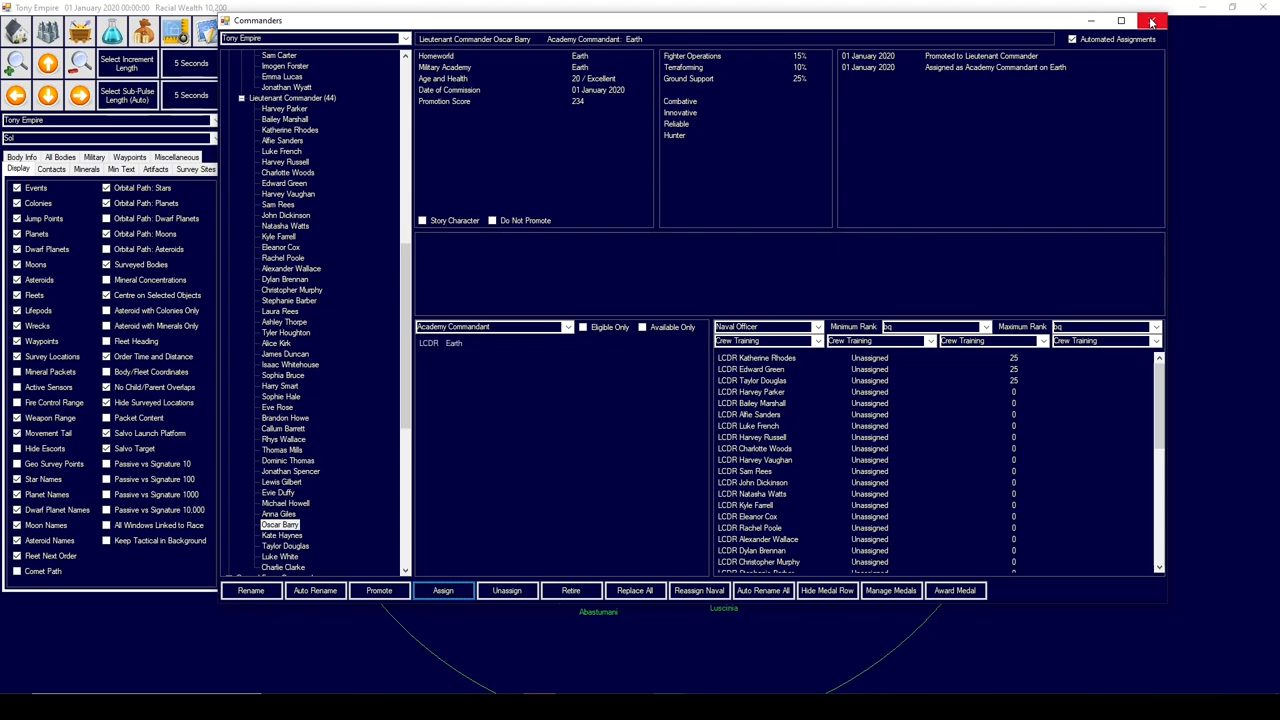 Tony Empire   01 January 2020 00:00:00   Racial Wealth 10,200
Commanders
Tony Empire
Lieutenant Commander Oscar Barry   Academy Commandant: Earth
Automated Assignments
Select Increment Length
5 Seconds
Select Sub-Pulse Length (Auto)
5 Seconds
Tony Empire
Sol
Body Info   All Bodies   Military   Waypoints   Miscellaneous
Display   Contacts   Minerals   Min Text   Artifacts   Survey Sites
Events   Orbital Path: Stars
Colonies   Orbital Path: Planets
Jump Points   Orbital Path: Dwarf Planets
Planets   Orbital Path: Moons
Dwarf Planets   Orbital Path: Asteroids
Moons   Surveyed Bodies
Asteroids   Mineral Concentrations
Fleets   Centre on Selected Objects
Lifepods   Asteroid with Colonies Only
Wrecks   Asteroid with Minerals Only
Waypoints   Fleet Heading
Survey Locations   Order Time and Distance
Mineral Packets   Body/Fleet Coordinates
Active Sensors   No Child/Parent Overlaps
Fire Control Range   Hide Surveyed Locations
Weapon Range   Packet Content
Movement Tail   Salvo Launch Platform
Hide Escorts   Salvo Target
Geo Survey Points   Passive vs Signature 10
Star Names   Passive vs Signature 100
Planet Names   Passive vs Signature 1000
Dwarf Planet Names   Passive vs Signature 10,000
Moon Names   All Windows Linked to Race
Asteroid Names   Keep Tactical in Background
Fleet Next Order
Comet Path
Sam Carter
Imogen Forster
Emma Lucas
Jonathan Wyatt
Lieutenant Commander (44)
Harvey Parker
Bailey Marshall
Katherine Rhodes
Alfie Sanders
Luke French
Harvey Russell
Charlotte Woods
Edward Green
Harvey Vaughan
Sam Rees
John Dickinson
Natasha Watts
Kyle Farrell
Eleanor Cox
Rachel Poole
Alexander Wallace
Dylan Brennan
Christopher Murphy
Stephanie Barber
Laura Rees
Ashley Thorpe
Tyler Houghton
Alice Kirk
James Duncan
Isaac Whitehouse
Sophia Bruce
Harry Smart
Sophie Hale
Eve Rose
Brandon Howe
Callum Barrett
Rhys Wallace
Thomas Mills
Dominic Thomas
Jonathan Spencer
Lewis Gilbert
Evie Duffy
Michael Howell
Anna Giles
Oscar Barry
Kate Haynes
Taylor Douglas
Luke White
Charlie Clarke
Homeworld   Earth
Military Academy   Earth
Age and Health   20 / Excellent
Date of Commission   01 January 2020
Promotion Score   234
Story Character   Do Not Promote
Fighter Operations   15%
Terraforming   10%
Ground Support   25%
Combative
Innovative
Reliable
Hunter
01 January 2020   Promoted to Lieutenant Commander
01 January 2020   Assigned as Academy Commandant on Earth
Academy Commandant   Eligible Only   Available Only
LCDR   Earth
Naval Officer   Minimum Rank   bq   Maximum Rank   bq
Crew Training   Crew Training   Crew Training   Crew Training
LCDR Katherine Rhodes   Unassigned   25
LCDR Edward Green   Unassigned   25
LCDR Taylor Douglas   Unassigned   25
LCDR Harvey Parker   Unassigned   0
LCDR Bailey Marshall   Unassigned   0
LCDR Alfie Sanders   Unassigned   0
LCDR Luke French   Unassigned   0
LCDR Harvey Russell   Unassigned   0
LCDR Charlotte Woods   Unassigned   0
LCDR Harvey Vaughan   Unassigned   0
LCDR Sam Rees   Unassigned   0
LCDR John Dickinson   Unassigned   0
LCDR Natasha Watts   Unassigned   0
LCDR Kyle Farrell   Unassigned   0
LCDR Eleanor Cox   Unassigned   0
LCDR Rachel Poole   Unassigned   0
LCDR Alexander Wallace   Unassigned   0
LCDR Dylan Brennan   Unassigned   0
LCDR Christopher Murphy   Unassigned   0
Rename   Auto Rename   Promote   Assign   Unassign   Retire   Replace All   Reassign Naval   Auto Rename All   Hide Medal Row   Manage Medals   Award Medal
Abastumani   Luscinia